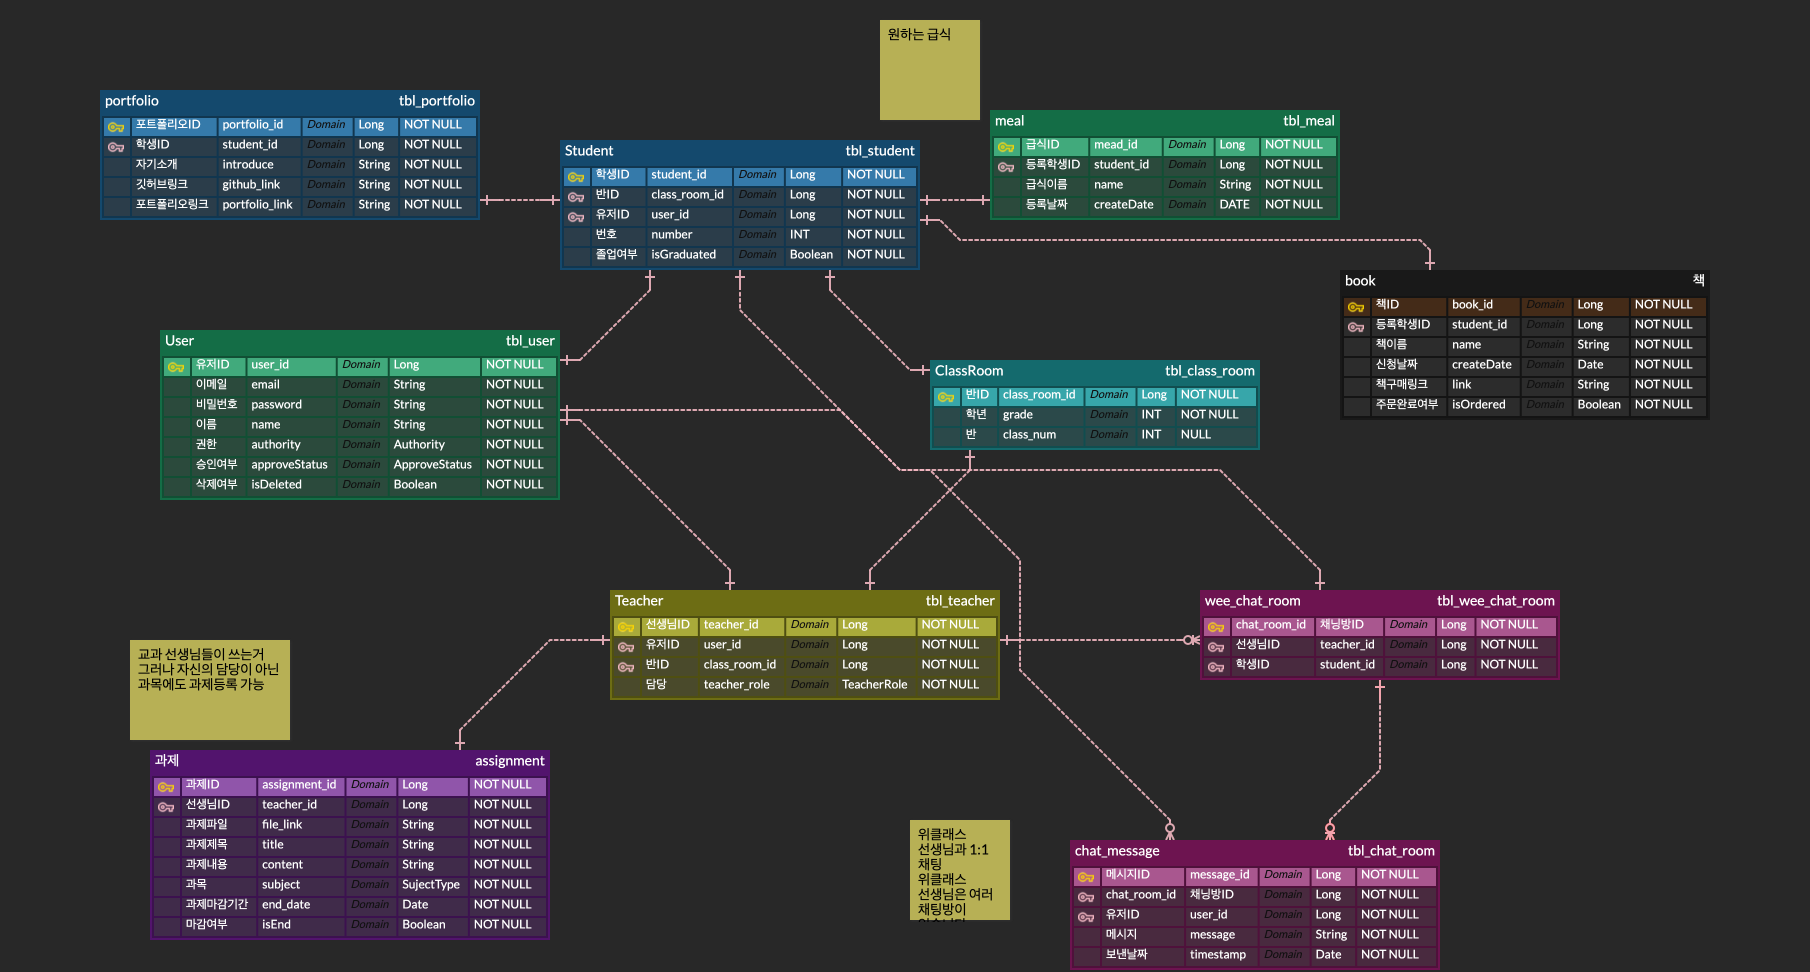 원하는 급식
portfolio tbl_portfolio
포트폴리오ID portfolio_id Domain Long NOT NULL
학생ID student_id Domain Long NOT NULL
자기소개 introduce Domain String NOT NULL
깃허브링크 github_link Domain String NOT NULL
포트폴리오링크 portfolio_link Domain String NOT NULL
Student tbl_student
학생ID student_id Domain Long NOT NULL
반ID class_room_id Domain Long NOT NULL
유저ID user_id Domain Long NOT NULL
번호 number Domain INT NOT NULL
졸업여부 isGraduated Domain Boolean NOT NULL
meal tbl_meal
급식ID mead_id Domain Long NOT NULL
등록학생ID student_id Domain Long NOT NULL
급식이름 name Domain String NOT NULL
등록날짜 createDate Domain DATE NOT NULL
book 책
책ID book_id Domain Long NOT NULL
등록학생ID student_id Domain Long NOT NULL
책이름 name Domain String NOT NULL
신청날짜 createDate Domain Date NOT NULL
책구매링크 link Domain String NOT NULL
주문완료여부 isOrdered Domain Boolean NOT NULL
User tbl_user
유저ID user_id Domain Long NOT NULL
이메일 email Domain String NOT NULL
비밀번호 password Domain String NOT NULL
이름 name Domain String NOT NULL
권한 authority Domain Authority NOT NULL
승인여부 approveStatus Domain ApproveStatus NOT NULL
삭제여부 isDeleted Domain Boolean NOT NULL
ClassRoom tbl_class_room
반ID class_room_id Domain Long NOT NULL
학년 grade Domain INT NOT NULL
반 class_num Domain INT NULL
Teacher tbl_teacher
선생님ID teacher_id Domain Long NOT NULL
유저ID user_id Domain Long NOT NULL
반ID class_room_id Domain Long NOT NULL
담당 teacher_role Domain TeacherRole NOT NULL
wee_chat_room tbl_wee_chat_room
chat_room_id 채닝방ID Domain Long NOT NULL
선생님ID teacher_id Domain Long NOT NULL
학생ID student_id Domain Long NOT NULL
교과 선생님들이 쓰는거
그러나 자신의 담당이 아닌
과목에도 과제등록 가능
과제 assignment
과제ID assignment_id Domain Long NOT NULL
선생님ID teacher_id Domain Long NOT NULL
과제파일 file_link Domain String NOT NULL
과제제목 title Domain String NOT NULL
과제내용 content Domain String NOT NULL
과목 subject Domain SujectType NOT NULL
과제마감기간 end_date Domain Date NOT NULL
마감여부 isEnd Domain Boolean NOT NULL
위클래스
선생님과 1:1
채팅
위클래스
선생님은 여러
채팅방이
chat_message tbl_chat_room
메시지ID message_id Domain Long NOT NULL
chat_room_id 채닝방ID Domain Long NOT NULL
유저ID user_id Domain Long NOT NULL
메시지 message Domain String NOT NULL
보낸날짜 timestamp Domain Date NOT NULL